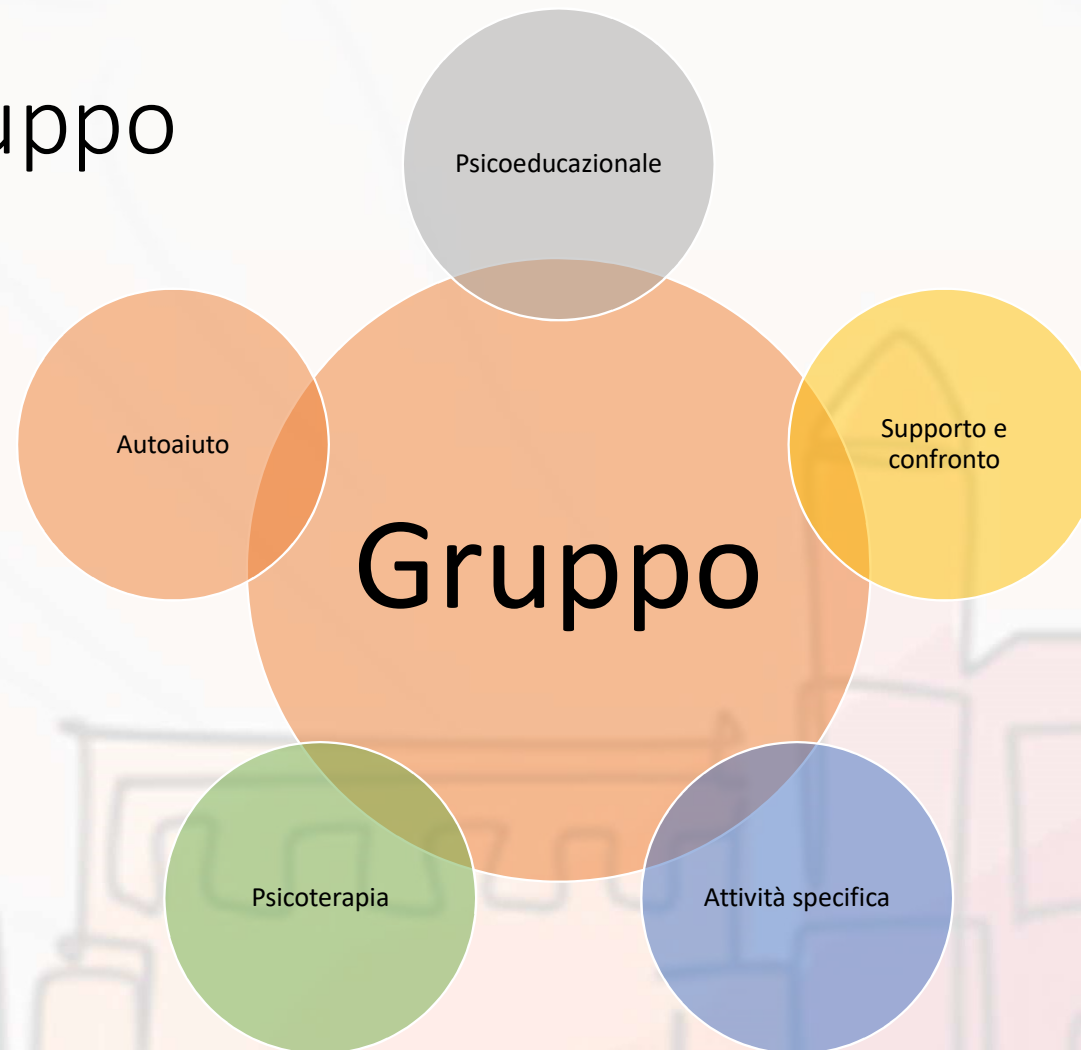 uppo
Psicoeducazionale
Autoaiuto
Supporto e
confronto
Gruppo
Psicoterapia
Attività specifica